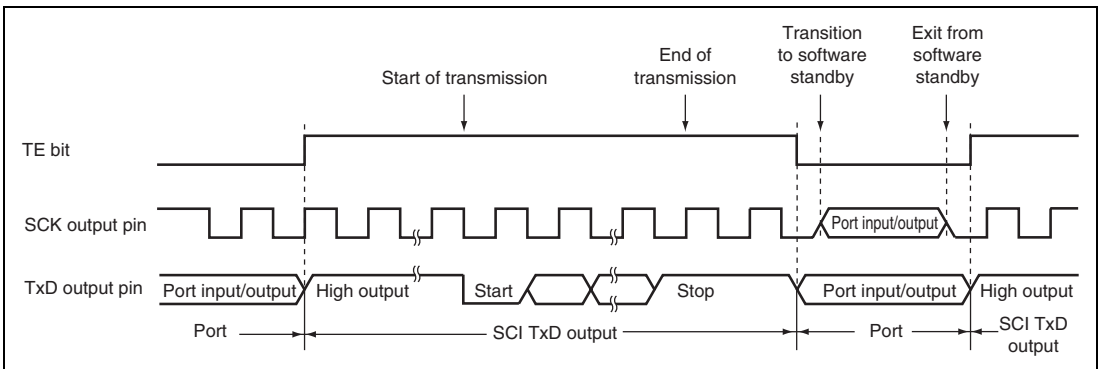 Transition
to software
standby
Exit from
software
standby
Start of transmission
End of
transmission
TE bit
SCK output pin
Port input/output
TxD output pin
Port input/output
High output
Start
Stop
Port input/output
High output
Port
SCI TxD output
Port
SCI TxD
output